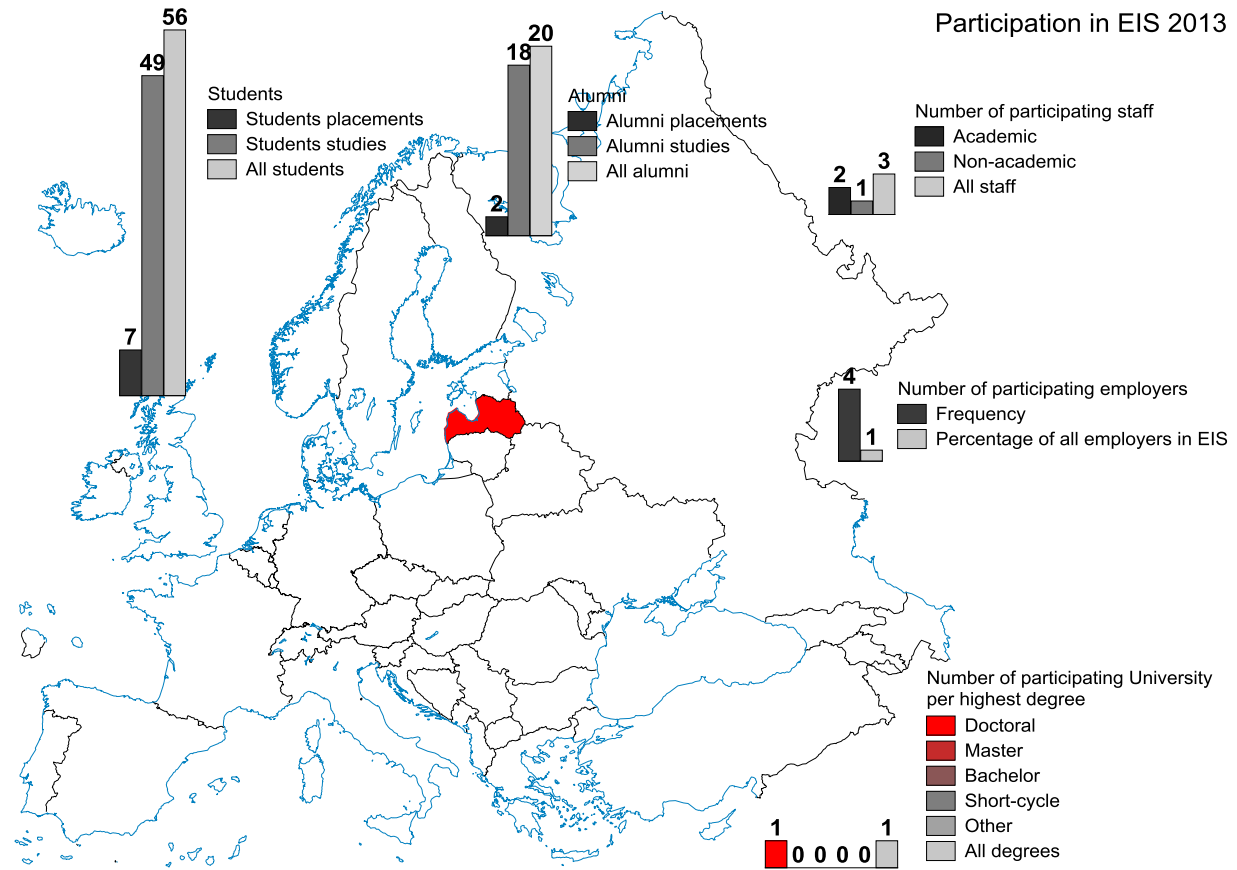 Participation in EIS 2013
56
49
7
Students
Students placements
Students studies
All students
20
18
2
Alumni
Alumni placements
Alumni studies
All alumni
Number of participating staff
Academic
Non-academic
All staff
2
1
3
4
1
Number of participating employers
Frequency
Percentage of all employers in EIS
Number of participating University
per highest degree
Doctoral
Master
Bachelor
Short-cycle
Other
All degrees
1 0 0 0 0 1